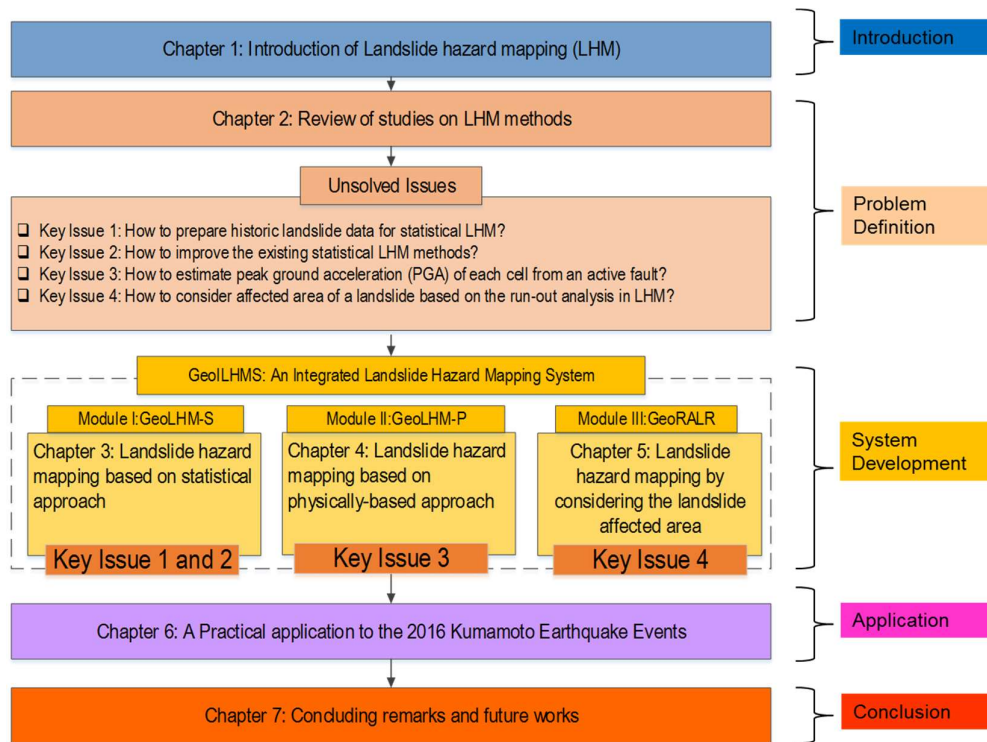 Chapter 1: Introduction of Landslide hazard mapping (LHM)
Introduction
Chapter 2: Review of studies on LHM methods
Unsolved Issues
Key Issue 1: How to prepare historic landslide data for statistical LHM?
Key Issue 2: How to improve the existing statistical LHM methods?
Key Issue 3: How to estimate peak ground acceleration (PGA) of each cell from an active fault?
Key Issue 4: How to consider affected area of a landslide based on the run-out analysis in LHM?
Problem
Definition
GeoILHMS: An Integrated Landslide Hazard Mapping System
Module I:GeoLHM-S
Chapter 3: Landslide hazard
mapping based on statistical
approach
Key Issue 1 and 2
Module II:GeoLHM-P
Chapter 4: Landslide hazard
mapping based on
physically-based approach
Key Issue 3
Module III:GeoRALR
Chapter 5: Landslide
hazard mapping by
considering the landslide
affected area
Key Issue 4
System
Development
Chapter 6: A Practical application to the 2016 Kumamoto Earthquake Events
Application
Chapter 7: Concluding remarks and future works
Conclusion